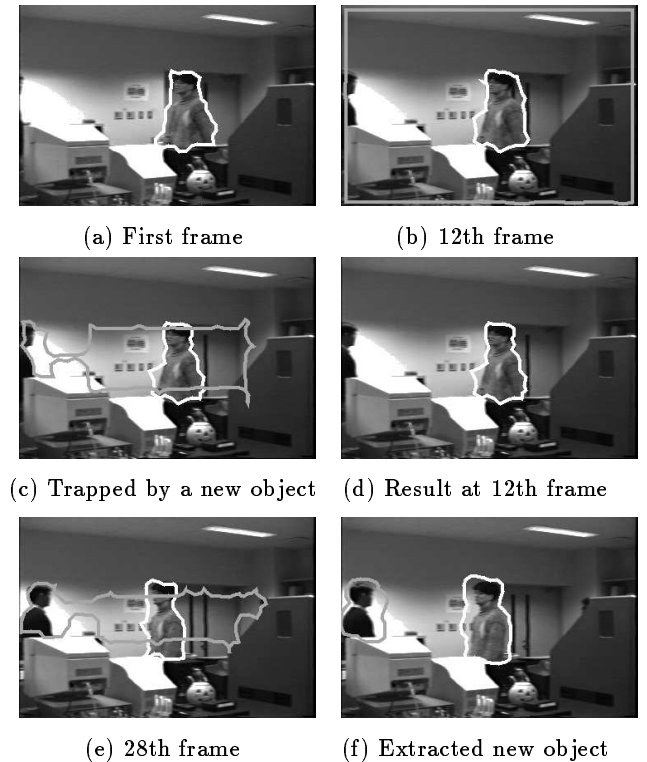 (a) First frame
(b) 12th frame
(c) Trapped by a new object
(d) Result at 12th frame
(e) 28th frame
(f) Extracted new object